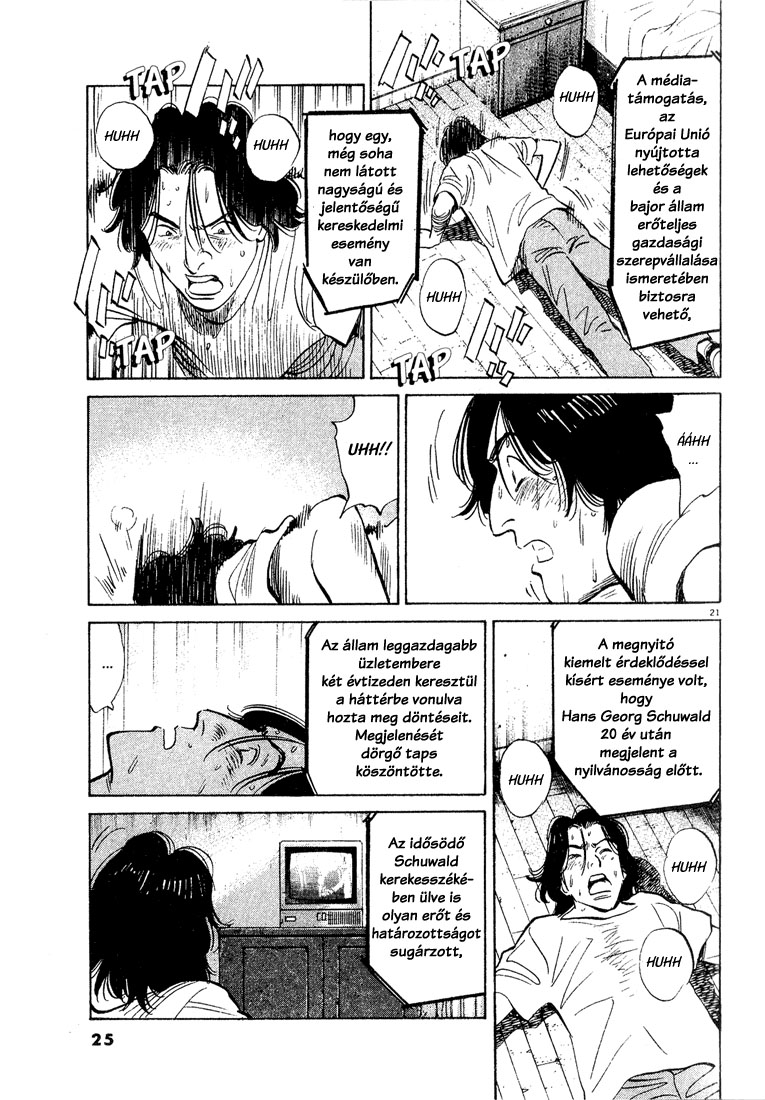 TAP
HUHH
A média-
támogatás,
az
Európai Unió
nyújtotta
lehetőségek
és a
bajor állam
erőteljes
gazdasági
szerepvállalása
ismeretében
biztosra
vehető,
HUHH
TAP
TAP
HUHH
HUHH
hogy egy,
még soha
nem látott
nagyságú és
jelentőségű
kereskedelmi
esemény
van
készülőben.
TAP
ÁÁHH
...
UHH!!
21
A megnyitó
kiemelt érdeklődéssel
kísért eseménye volt,
hogy
Hans Georg Schuwald
20 év után
megjelent a
nyilvánosság előtt.
HUHH
HUHH
HUHH
Az állam leggazdagabb
üzletembere
két évtizeden keresztül
a háttérbe vonulva
hozta meg döntéseit.
Megjelenését
dörgő taps
köszöntötte.
...
Az idősödő
Schuwald
kerekesszéké-
ben ülve is
olyan erőt és
határozottságot
sugárzott,
25